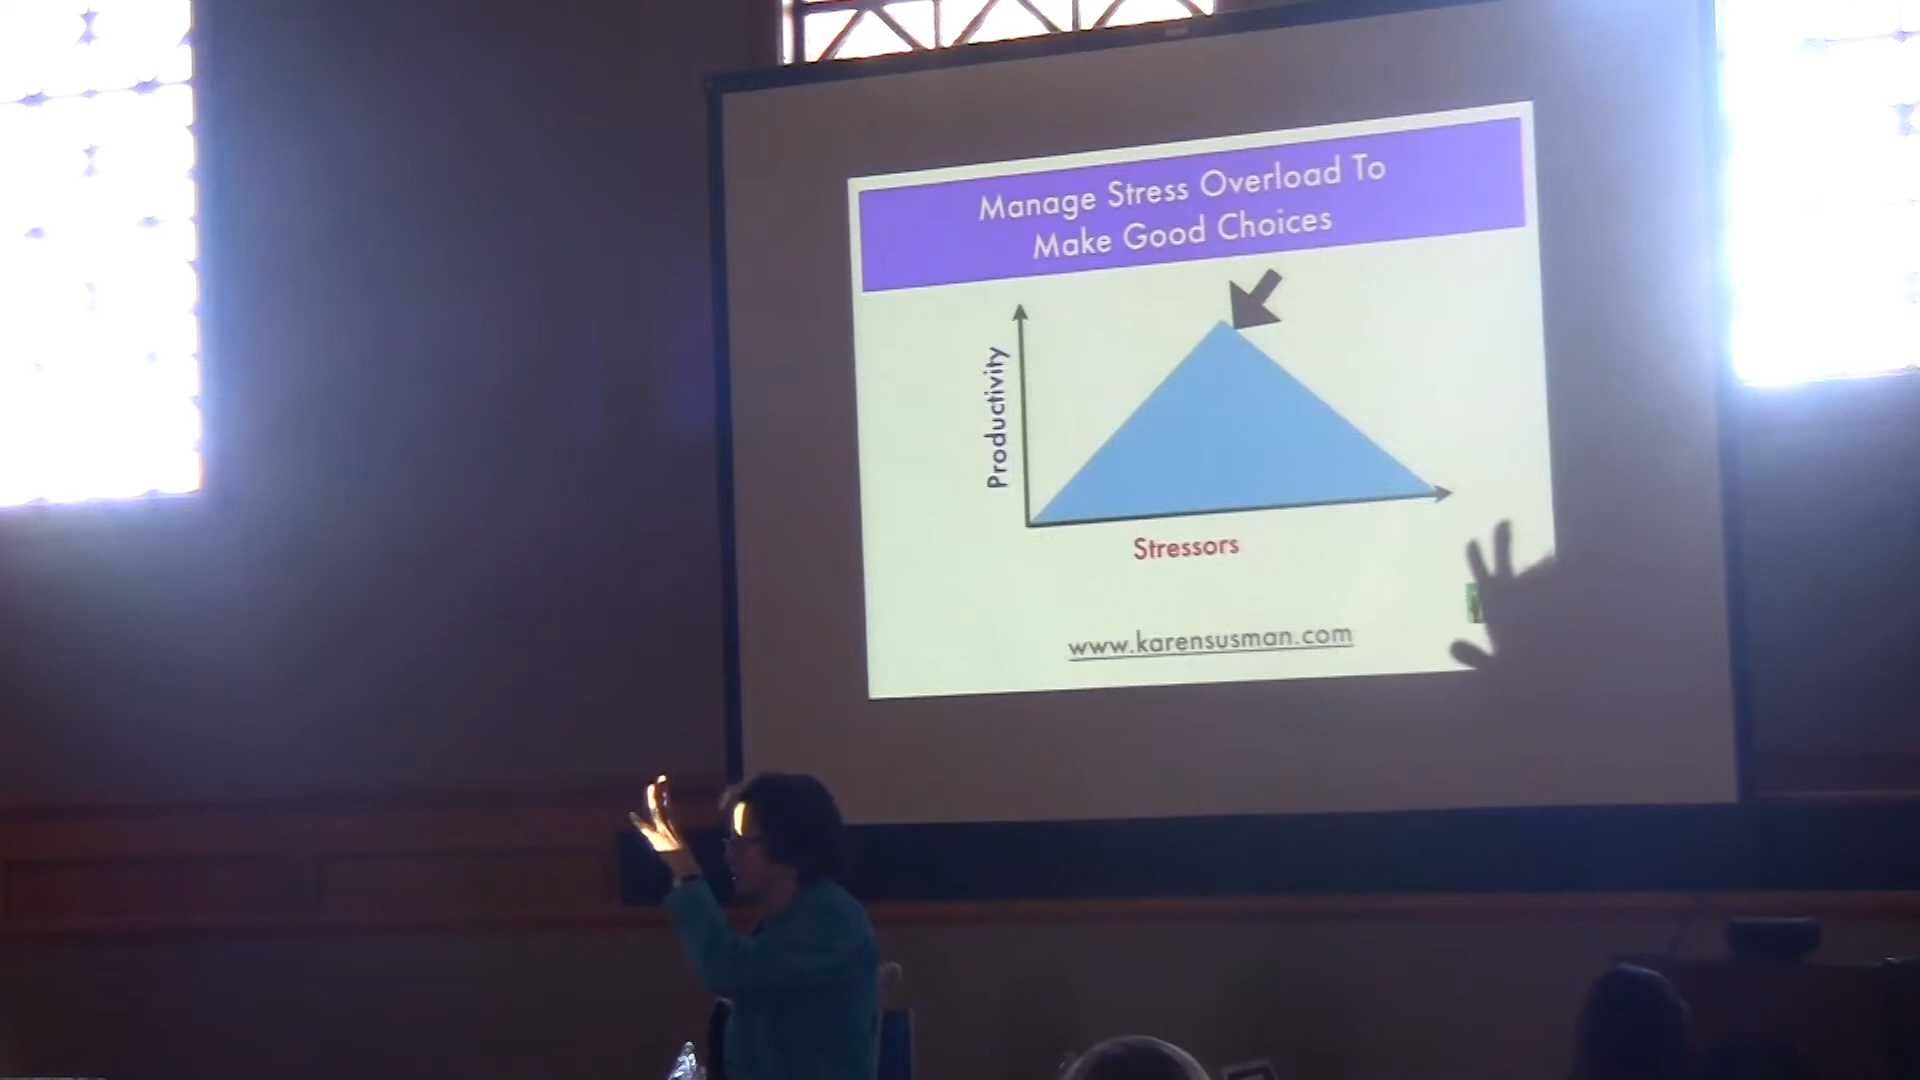 Manage Stress Overload To
Make Good Choices
Productivity
Stressors
www.karensusman.com